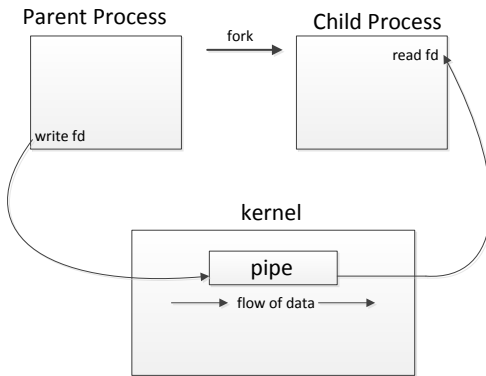 Parent Process
fork
Child Process
read fd
write fd
kernel
pipe
flow of data